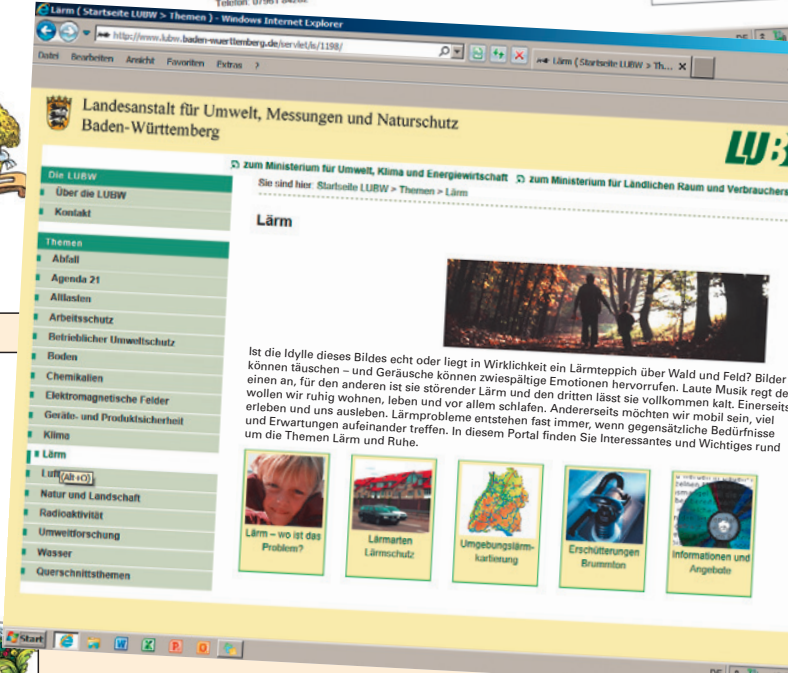 Telefon: 07961 84262
Lärm ( Startseite LUBW > Themen ) - Windows Internet Explorer
http://www.lubw.baden-wuerttemberg.de/servlet/is/1198/
Lärm ( Startseite LUBW > Th...
Datei Bearbeiten Ansicht Favoriten Extras ?
Landesanstalt für Umwelt, Messungen und Naturschutz
Baden-Württemberg
zum Ministerium für Umwelt, Klima und Energiewirtschaft zum Ministerium für Ländlichen Raum und Verbrauchers
Sie sind hier: Startseite LUBW > Themen > Lärm
Die LUBW
Über die LUBW
Kontakt
Themen
Abfall
Agenda 21
Altlasten
Arbeitsschutz
Betrieblicher Umweltschutz
Boden
Chemikalien
Elektromagnetische Felder
Geräte- und Produktsicherheit
Klima
Lärm
Luft
(Alt+O)
Natur und Landschaft
Radioaktivität
Umweltforschung
Wasser
Querschnittsthemen
Lärm
Ist die Idylle dieses Bildes echt oder liegt in Wirklichkeit ein Lärmteppich über Wald und Feld? Bilder
können täuschen – und Geräusche können zwiespältige Emotionen hervorrufen. Laute Musik regt de
einen an, für den anderen ist sie störender Lärm und den dritten lässt sie vollkommen kalt. Einerseits
wollen wir ruhig wohnen, leben und vor allem schlafen. Andererseits möchten wir mobil sein, viel
erleben und uns ausleben. Lärmprobleme entstehen fast immer, wenn gegensätzliche Bedürfnisse
und Erwartungen aufeinander treffen. In diesem Portal finden Sie Interessantes und Wichtiges rund
um die Themen Lärm und Ruhe.
Lärm – wo ist das
Problem?
Lärmarten
Lärmschutz
Umgebungslärm-
kartierung
Erschütterungen
Brummton
Informationen und
Angebote
Start
DE